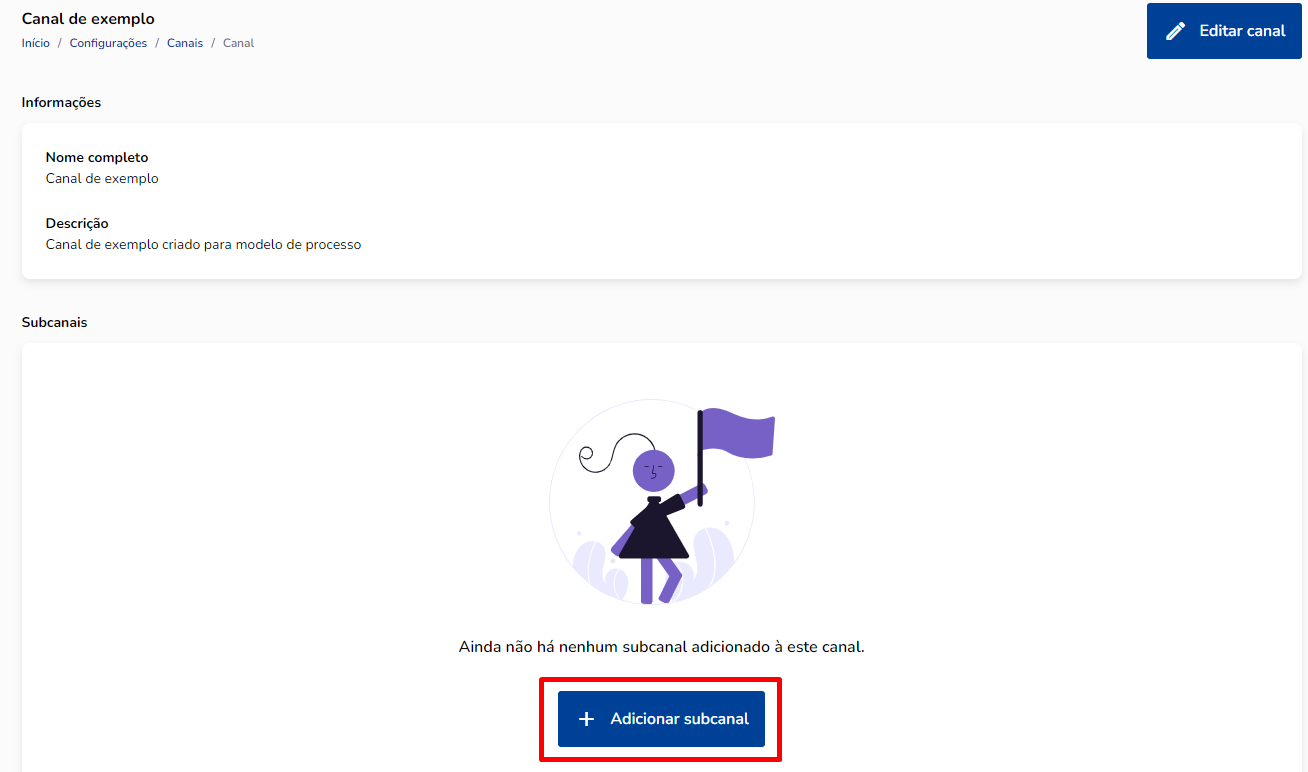 Canal de exemplo
Início / Configurações / Canais / Canal
Editar canal
Informações
Nome completo
Canal de exemplo
Descrição
Canal de exemplo criado para modelo de processo
Subcanais
Ainda não há nenhum subcanal adicionado à este canal.
+ Adicionar subcanal